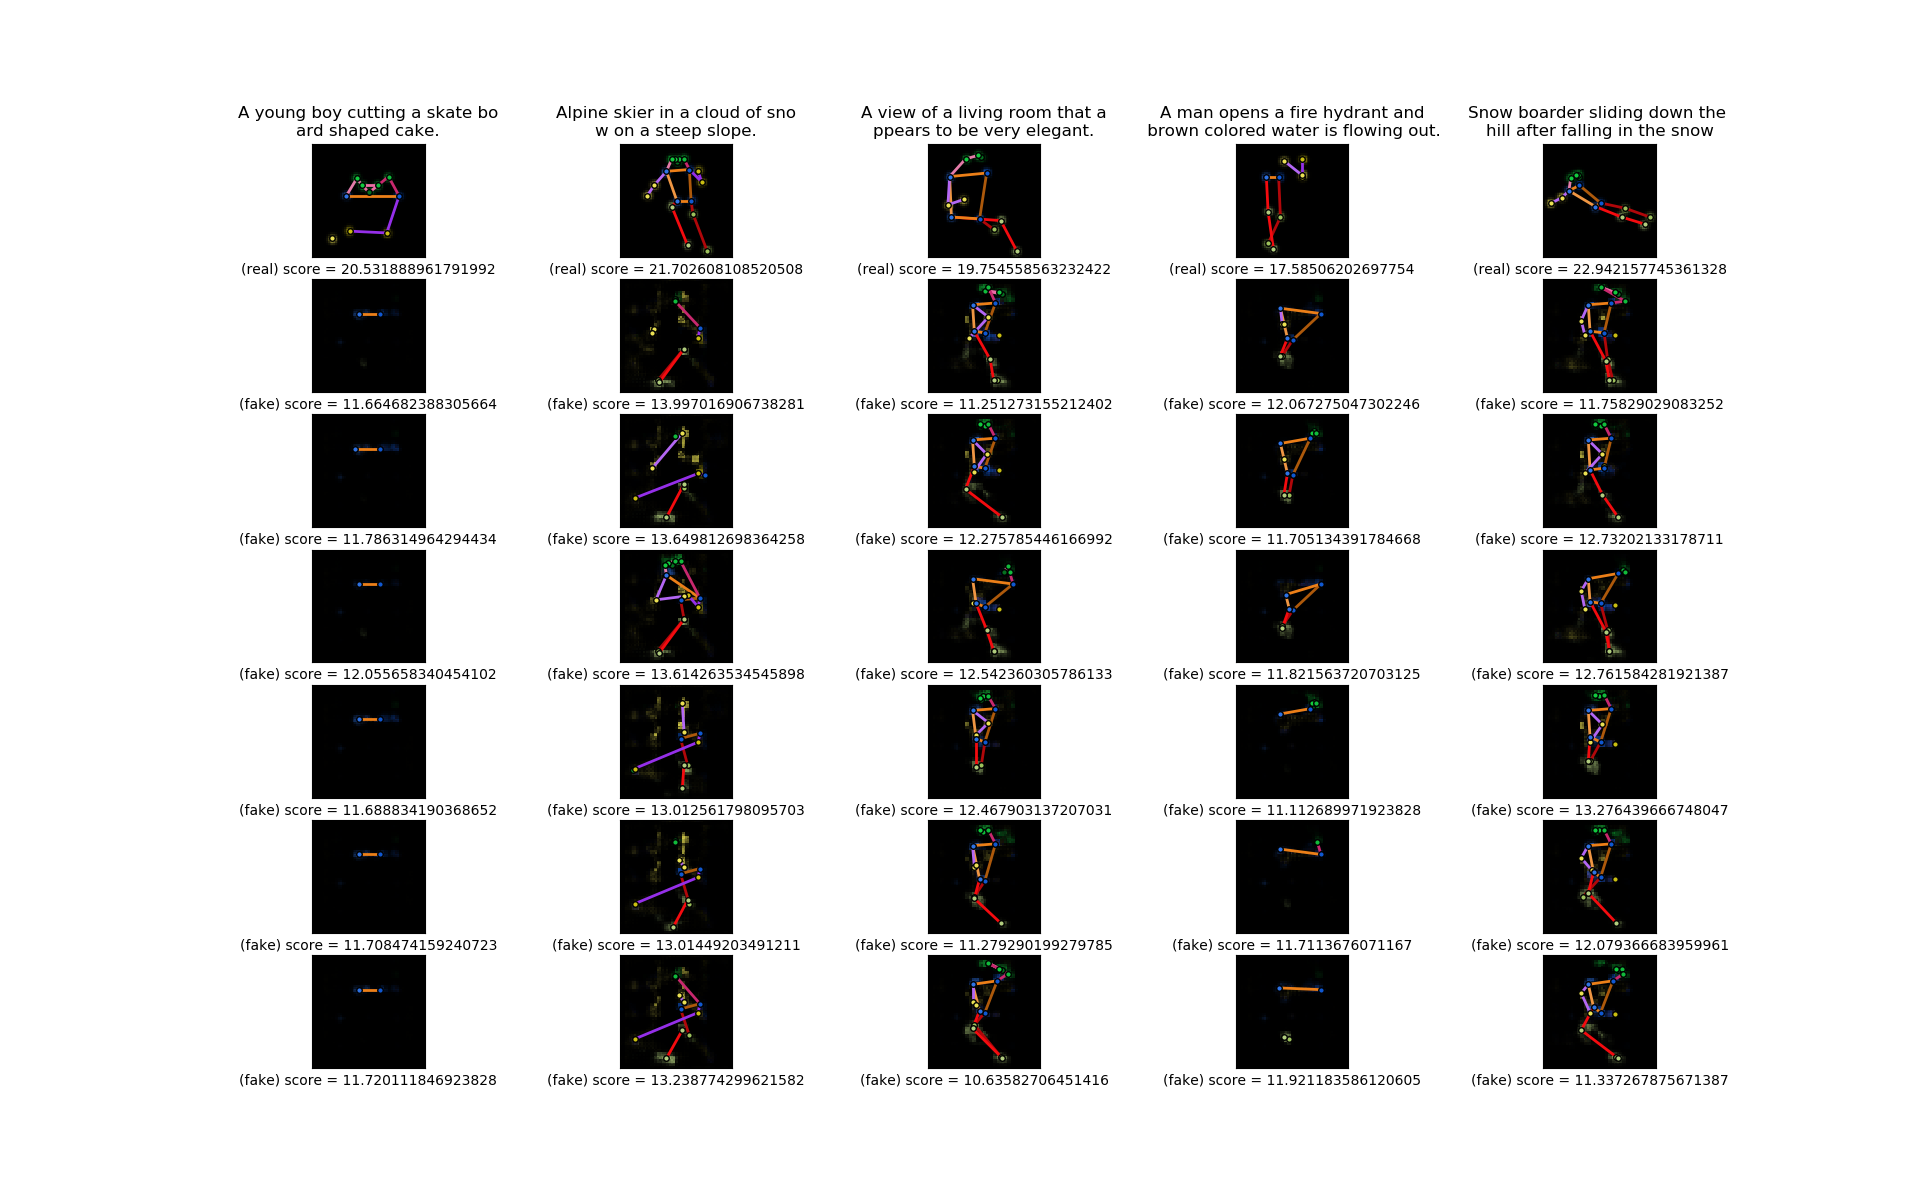 A young boy cutting a skate bo
ard shaped cake.
Alpine skier in a cloud of sno
w on a steep slope.
A view of a living room that a
ppears to be very elegant.
A man opens a fire hydrant and
brown colored water is flowing out.
Snow boarder sliding down the
hill after falling in the snow
(real) score = 20.531888961791992
(real) score = 21.702608108520508
(real) score = 19.754558563232422
(real) score = 17.58506202697754
(real) score = 22.942157745361328
(fake) score = 11.664682388305664
(fake) score = 13.997016906738281
(fake) score = 11.251273155212402
(fake) score = 12.067275047302246
(fake) score = 11.75829029083252
(fake) score = 11.786314964294434
(fake) score = 13.649812698364258
(fake) score = 12.275785446166992
(fake) score = 11.705134391784668
(fake) score = 12.73202133178711
(fake) score = 12.055658340454102
(fake) score = 13.614263534545898
(fake) score = 12.542360305786133
(fake) score = 11.821563720703125
(fake) score = 12.761584281921387
(fake) score = 11.688834190368652
(fake) score = 13.012561798095703
(fake) score = 12.467903137207031
(fake) score = 11.112689971923828
(fake) score = 13.276439666748047
(fake) score = 11.708474159240723
(fake) score = 13.01449203491211
(fake) score = 11.279290199279785
(fake) score = 11.7113676071167
(fake) score = 12.079366683959961
(fake) score = 11.720111846923828
(fake) score = 13.238774299621582
(fake) score = 10.63582706451416
(fake) score = 11.921183586120605
(fake) score = 11.337267875671387